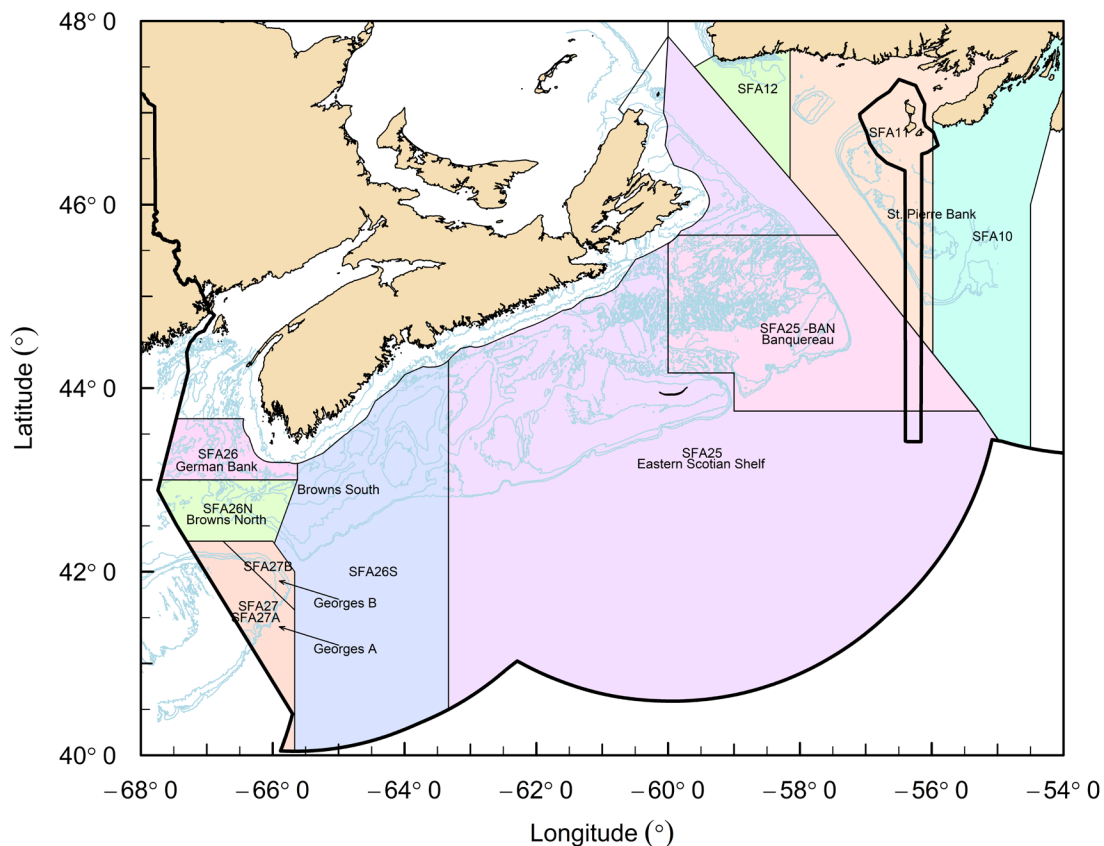 48° 0
46° 0
44° 0
42° 0
40° 0
Latitude (°)
SFA12
SFA11
St. Pierre Bank
SFA10
SFA25 -BAN
Banquereau
SFA25
Eastern Scotian Shelf
SFA26
German Bank
Browns South
SFA26N
Browns North
SFA27B
SFA26S
Georges B
SFA27
SFA27A
Georges A
−68° 0
−66° 0
−64° 0
−62° 0
−60° 0
−58° 0
−56° 0
−54° 0
Longitude (°)